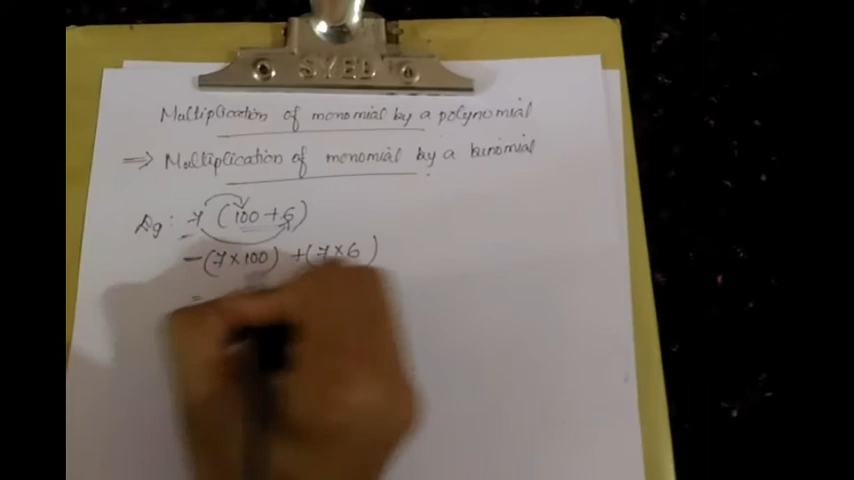 SYED
Multiplication of monomial by a polynomial
⇒ Multiplication of monomial by a binomial
Eg: 7 (100 + 6)
= (7 × 100) + (7 × 6)
=